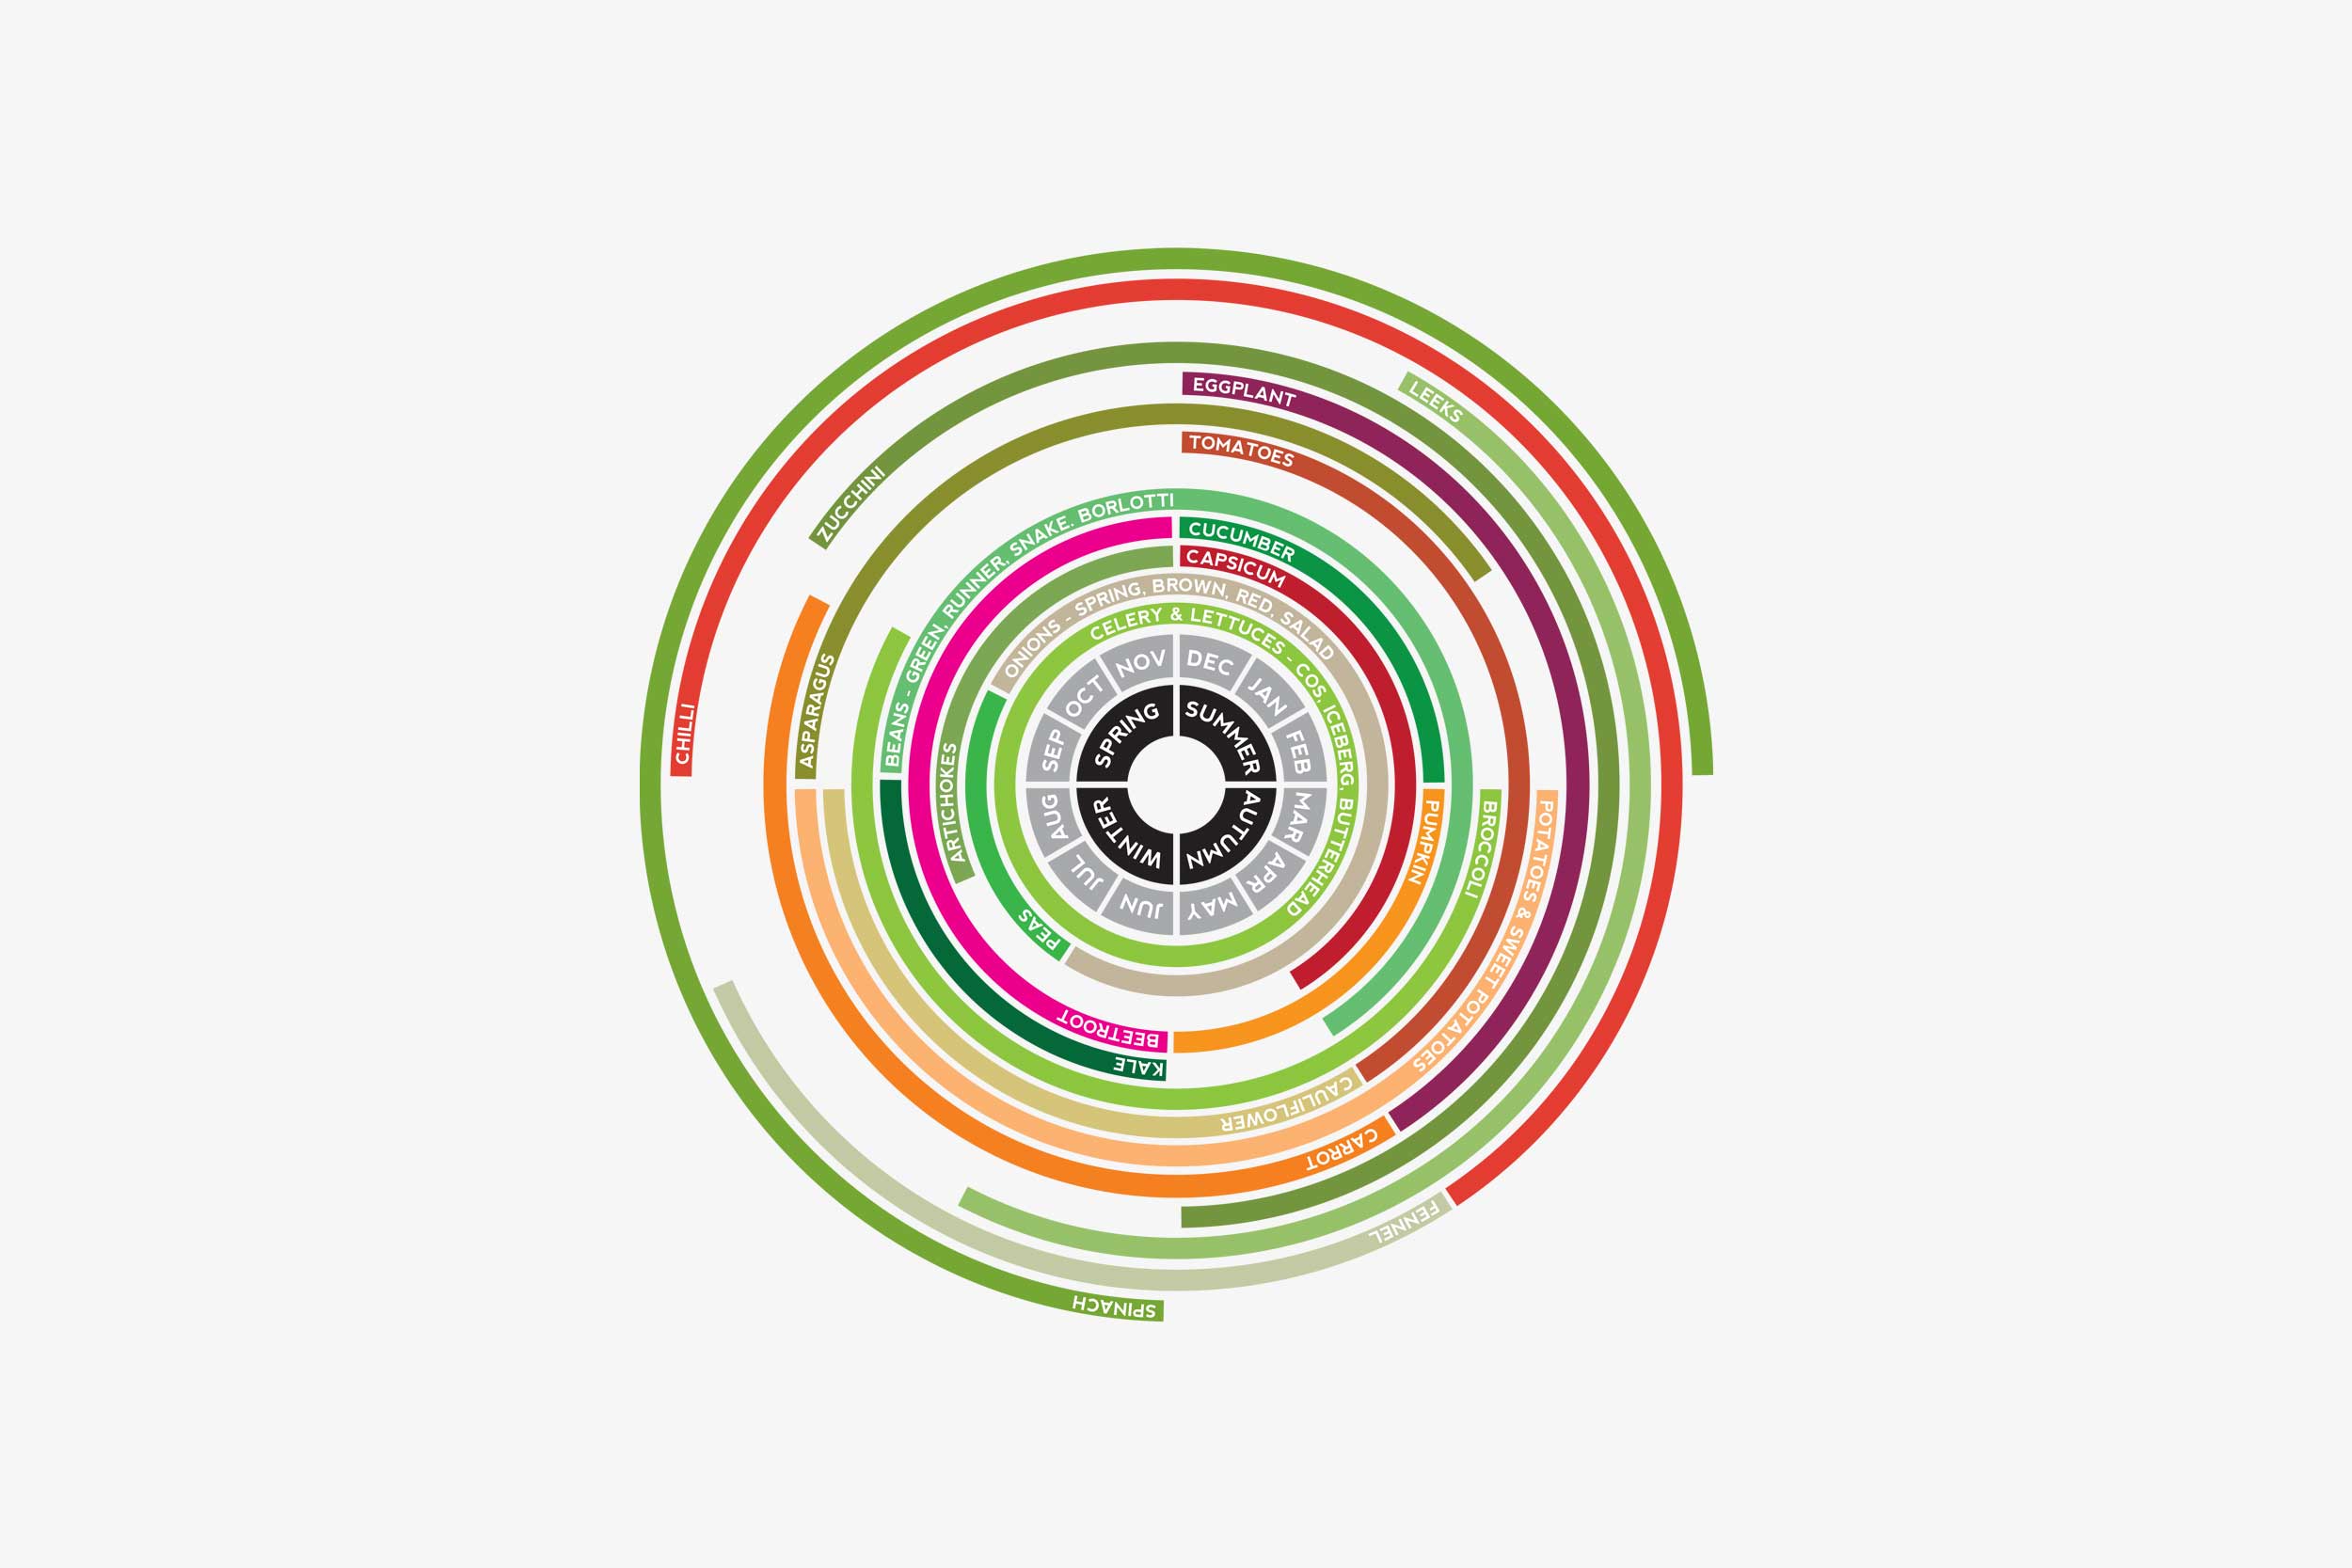 SPRING
SUMMER
AUTUMN
WINTER
DEC
JAN
FEB
MAR
APR
MAY
JUN
JUL
AUG
SEP
OCT
NOV
CELERY & LETTUCES - COS, ICEBERG, BUTTERHEAD
ONIONS - SPRING, BROWN, RED, SALAD
PEAS
CAPSICUM
ARTICHOKES
CUCUMBER
PUMPKIN
BEETROOT
BEANS - GREEN, RUNNER, SNAKE. BORLOTTI
KALE
BROCCOLI
TOMATOES
CAULIFLOWER
ASPARAGUS
POTATOES & SWEET POTATOES
EGGPLANT
CARROT
ZUCCHINI
LEEKS
CHILLI
FENNEL
SPINACH